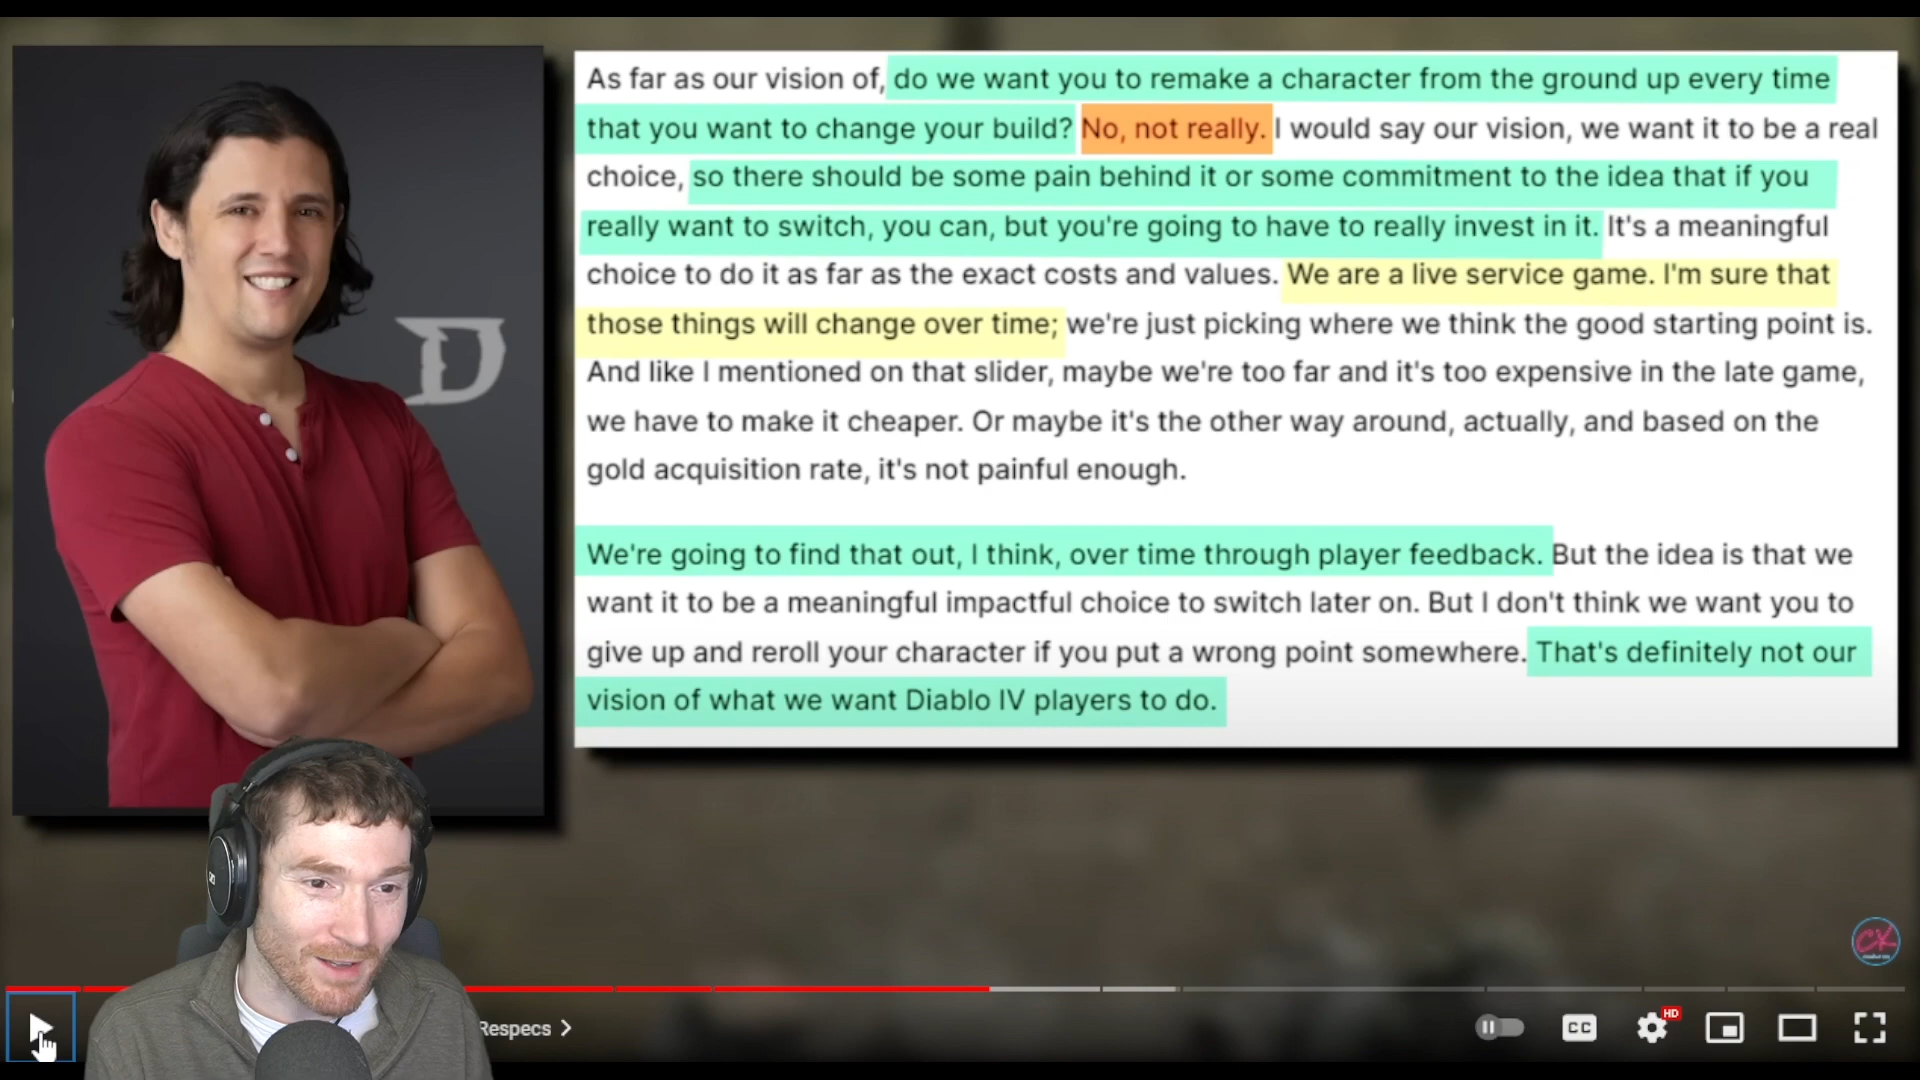 As far as our vision of, do we want you to remake a character from the ground up every time
that you want to change your build? No, not really. I would say our vision, we want it to be a real
choice, so there should be some pain behind it or some commitment to the idea that if you
really want to switch, you can, but you're going to have to really invest in it. It's a meaningful
choice to do it as far as the exact costs and values. We are a live service game. I'm sure that
those things will change over time; we're just picking where we think the good starting point is.
And like I mentioned on that slider, maybe we're too far and it's too expensive in the late game,
we have to make it cheaper. Or maybe it's the other way around, actually, and based on the
gold acquisition rate, it's not painful enough.
We're going to find that out, I think, over time through player feedback. But the idea is that we
want it to be a meaningful impactful choice to switch later on. But I don't think we want you to
give up and reroll your character if you put a wrong point somewhere. That's definitely not our
vision of what we want Diablo IV players to do.
D
CX
Respecs
CC
HD